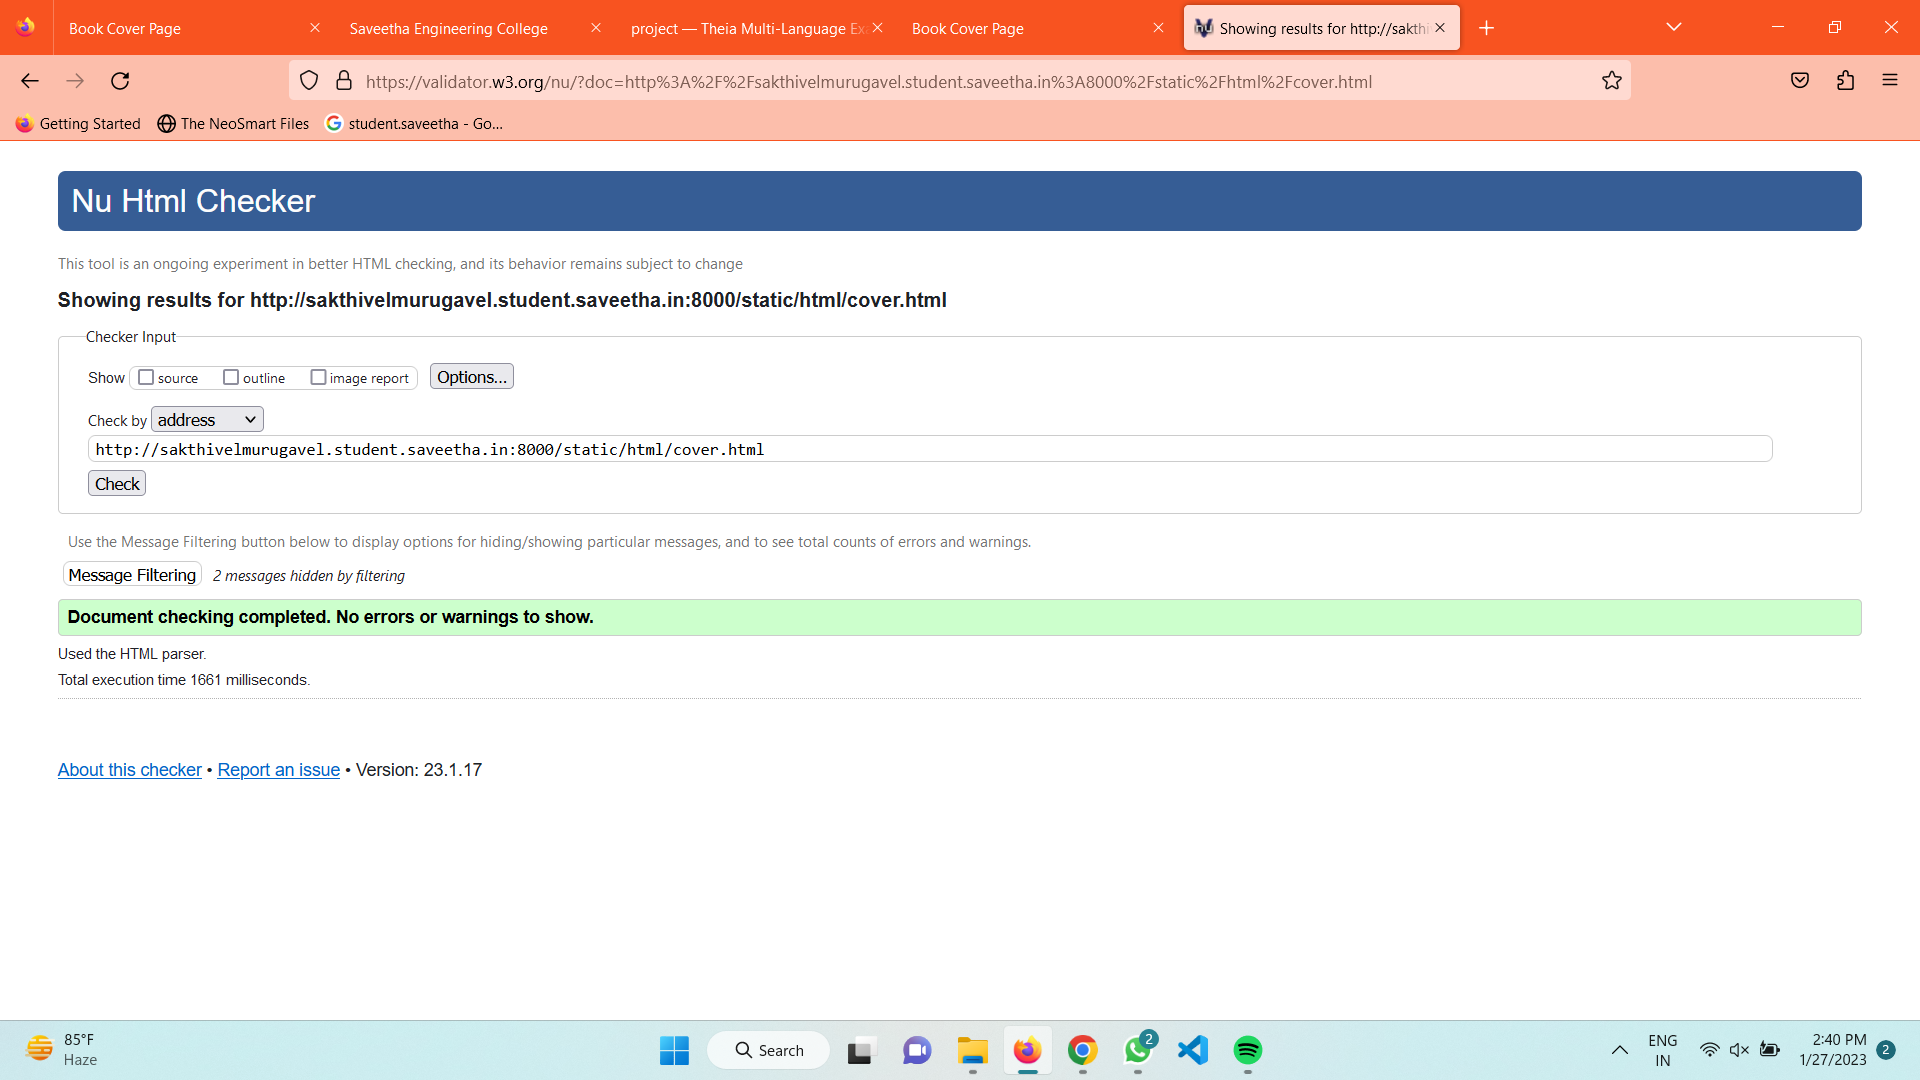 Book Cover Page
Saveetha Engineering College
project — Theia Multi-Language Ex
Book Cover Page
Showing results for http://sakthi
https://validator.w3.org/nu/?doc=http%3A%2F%2Fsakthivelmurugavel.student.saveetha.in%3A8000%2Fstatic%2Fhtml%2Fcover.html
Getting Started
The NeoSmart Files
student.saveetha - Go...
Nu Html Checker
This tool is an ongoing experiment in better HTML checking, and its behavior remains subject to change
Showing results for http://sakthivelmurugavel.student.saveetha.in:8000/static/html/cover.html
Checker Input
Show source outline image report Options...
Check by address
http://sakthivelmurugavel.student.saveetha.in:8000/static/html/cover.html
Check
Use the Message Filtering button below to display options for hiding/showing particular messages, and to see total counts of errors and warnings.
Message Filtering 2 messages hidden by filtering
Document checking completed. No errors or warnings to show.
Used the HTML parser.
Total execution time 1661 milliseconds.
About this checker • Report an issue • Version: 23.1.17
85°F
Haze
Search
2
ENG
IN
2:40 PM
1/27/2023
2